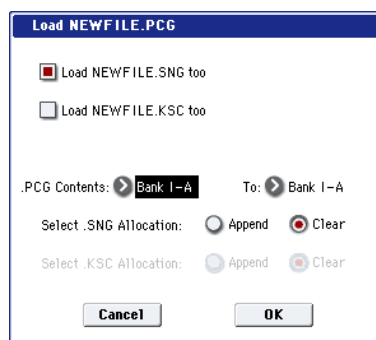 Load NEWFILE.PCG
Load NEWFILE.SNG too
Load NEWFILE.KSC too
.PCG Contents: Bank I-A To: Bank I-A
Select .SNG Allocation: Append Clear
Select .KSC Allocation: Append Clear
Cancel OK